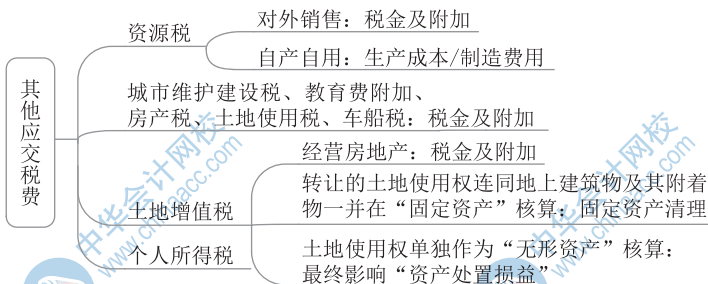 其他应交税费
资源税
对外销售：税金及附加
自产自用：生产成本/制造费用
城市维护建设税、教育费附加、
房产税、土地使用税、车船税：税金及附加
土地增值税
经营房地产：税金及附加
转让的土地使用权连同地上建筑物及其附着
物一并在“固定资产”核算：固定资产清理
土地使用权单独作为“无形资产”核算：
最终影响“资产处置损益”
个人所得税
中华会计网校
www.chinaacc.com
中华会计网校
www.chinaacc.com